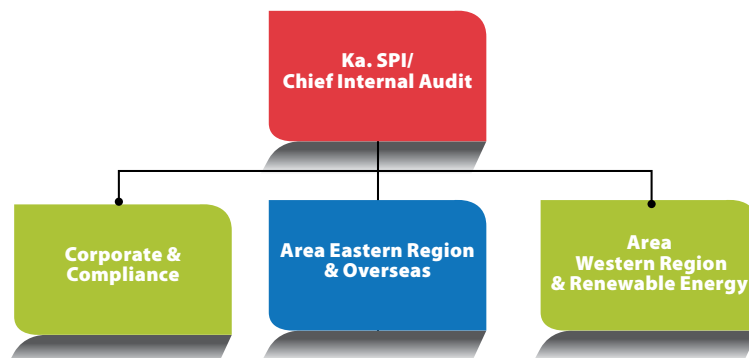 Ka. SPI/
Chief Internal Audit
Corporate &
Compliance
Area Eastern Region
& Overseas
Area
Western Region
& Renewable Energy